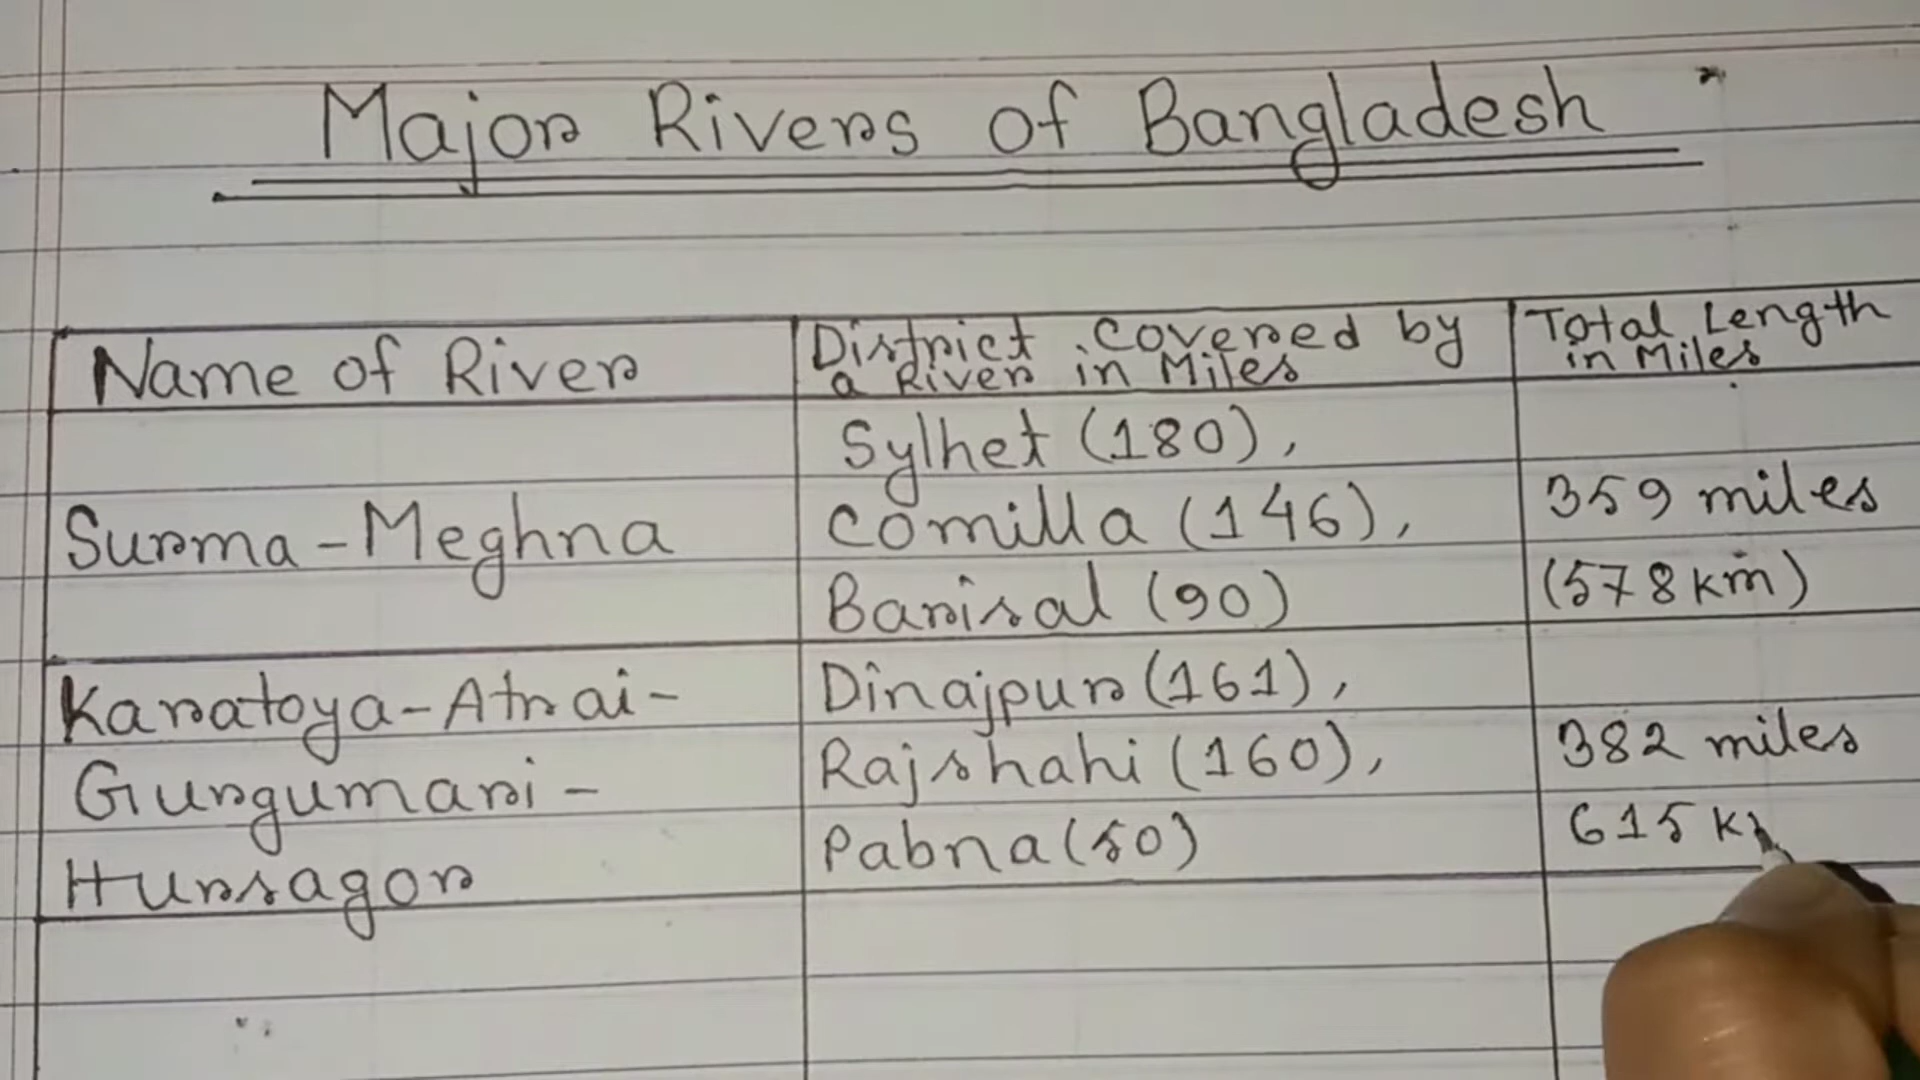 Major Rivers of Bangladesh
Name of River
District Covered by
a River in Miles
Total Length
in Miles
Surma-Meghna
Sylhet (180),
Comilla (146),
Barisal (90)
359 miles
(578 km)
Karatoya-Atrai-
Gurgumari-
Hursagor
Dinajpur (161),
Rajshahi (160),
Pabna (50)
382 miles
615 k